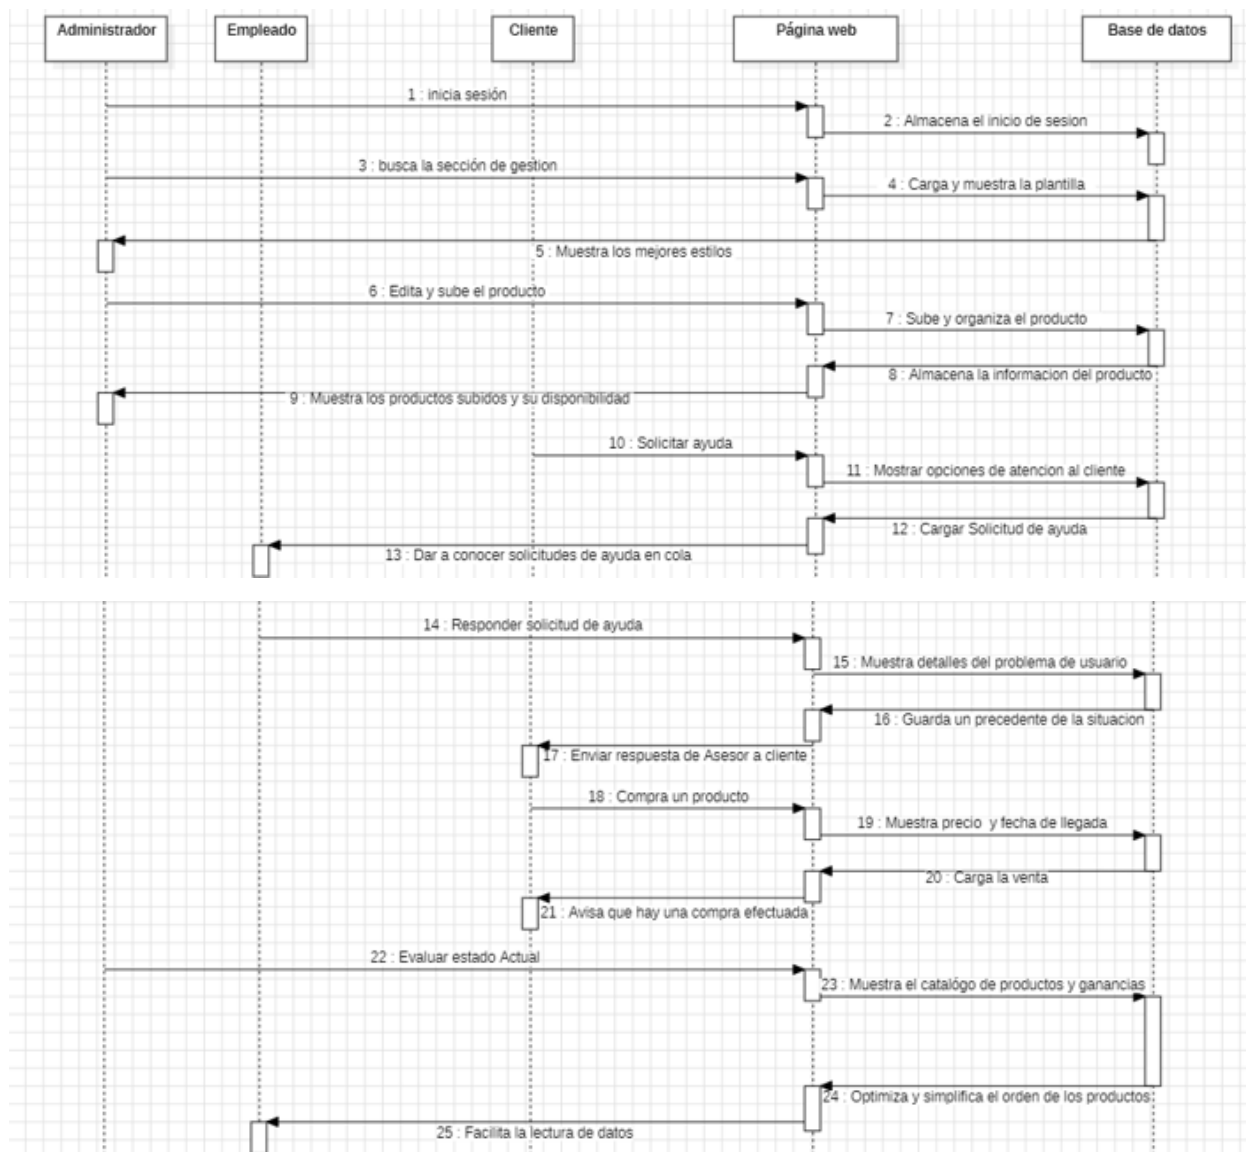 Administrador
Empleado
Cliente
Página web
Base de datos
1 : inicia sesión
2 : Almacena el inicio de sesion
3 : busca la sección de gestion
4 : Carga y muestra la plantilla
5 : Muestra los mejores estilos
6 : Edita y sube el producto
7 : Sube y organiza el producto
8 : Almacena la informacion del producto
9 : Muestra los productos subidos y su disponibilidad
10 : Solicitar ayuda
11 : Mostrar opciones de atencion al cliente
12 : Cargar Solicitud de ayuda
13 : Dar a conocer solicitudes de ayuda en cola
14 : Responder solicitud de ayuda
15 : Muestra detalles del problema de usuario
16 : Guarda un precedente de la situacion
17 : Enviar respuesta de Asesor a cliente
18 : Compra un producto
19 : Muestra precio y fecha de llegada
20 : Carga la venta
21 : Avisa que hay una compra efectuada
22 : Evaluar estado Actual
23 : Muestra el catalógo de productos y ganancias
24 : Optimiza y simplifica el orden de los productos
25 : Facilita la lectura de datos